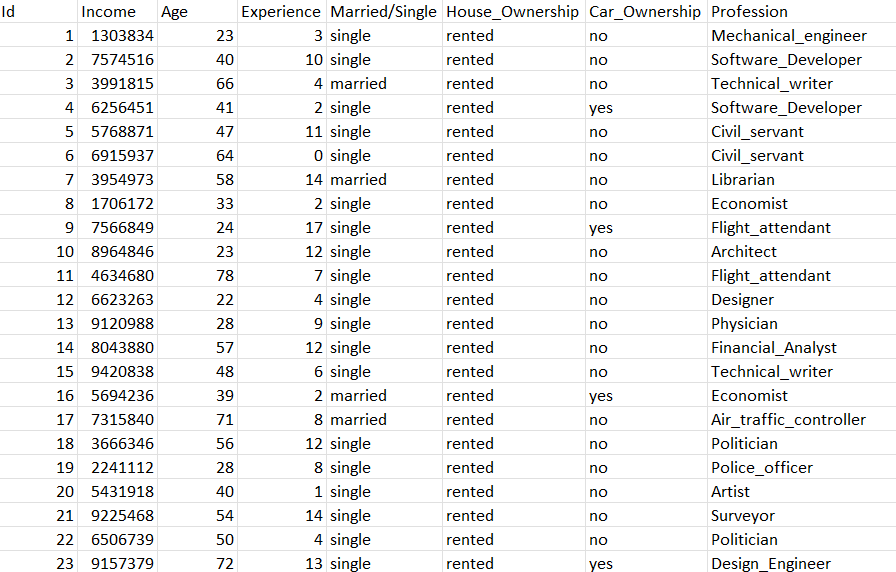 Id Income Age Experience Married/Single House_Ownership Car_Ownership Profession
1 1303834 23 3 single rented no Mechanical_engineer
2 7574516 40 10 single rented no Software_Developer
3 3991815 66 4 married rented no Technical_writer
4 6256451 41 2 single rented yes Software_Developer
5 5768871 47 11 single rented no Civil_servant
6 6915937 64 0 single rented no Civil_servant
7 3954973 58 14 married rented no Librarian
8 1706172 33 2 single rented no Economist
9 7566849 24 17 single rented yes Flight_attendant
10 8964846 23 12 single rented no Architect
11 4634680 78 7 single rented no Flight_attendant
12 6623263 22 4 single rented no Designer
13 9120988 28 9 single rented no Physician
14 8043880 57 12 single rented no Financial_Analyst
15 9420838 48 6 single rented no Technical_writer
16 5694236 39 2 married rented yes Economist
17 7315840 71 8 married rented no Air_traffic_controller
18 3666346 56 12 single rented no Politician
19 2241112 28 8 single rented no Police_officer
20 5431918 40 1 single rented no Artist
21 9225468 54 14 single rented no Surveyor
22 6506739 50 4 single rented no Politician
23 9157379 72 13 single rented yes Design_Engineer